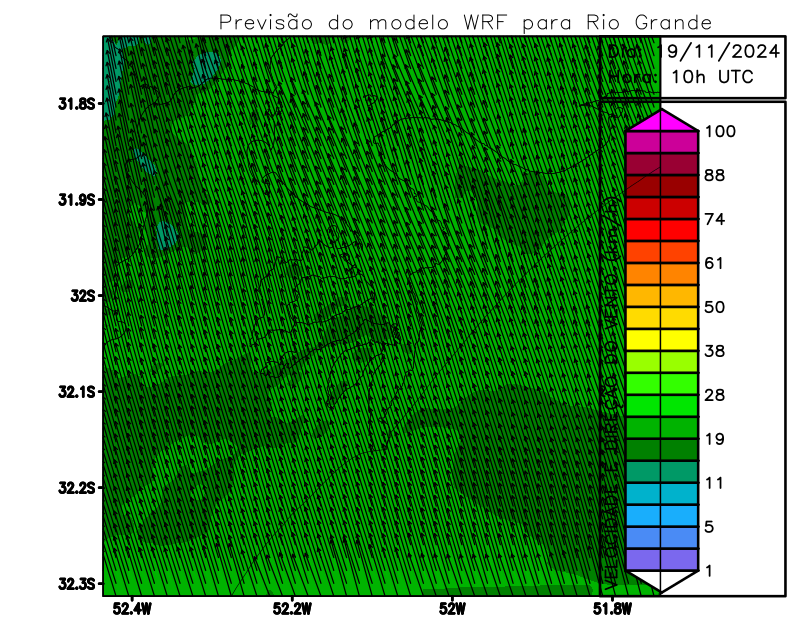 Previsão do modelo WRF para Rio Grande
Dia: 19/11/2024
Hora: 10h UTC
VELOCIDADE E DIREÇÃO DO VENTO (km/h)
100
88
74
61
50
38
28
19
11
5
1
31.8S
31.9S
32S
32.1S
32.2S
32.3S
52.4W
52.2W
52W
51.8W